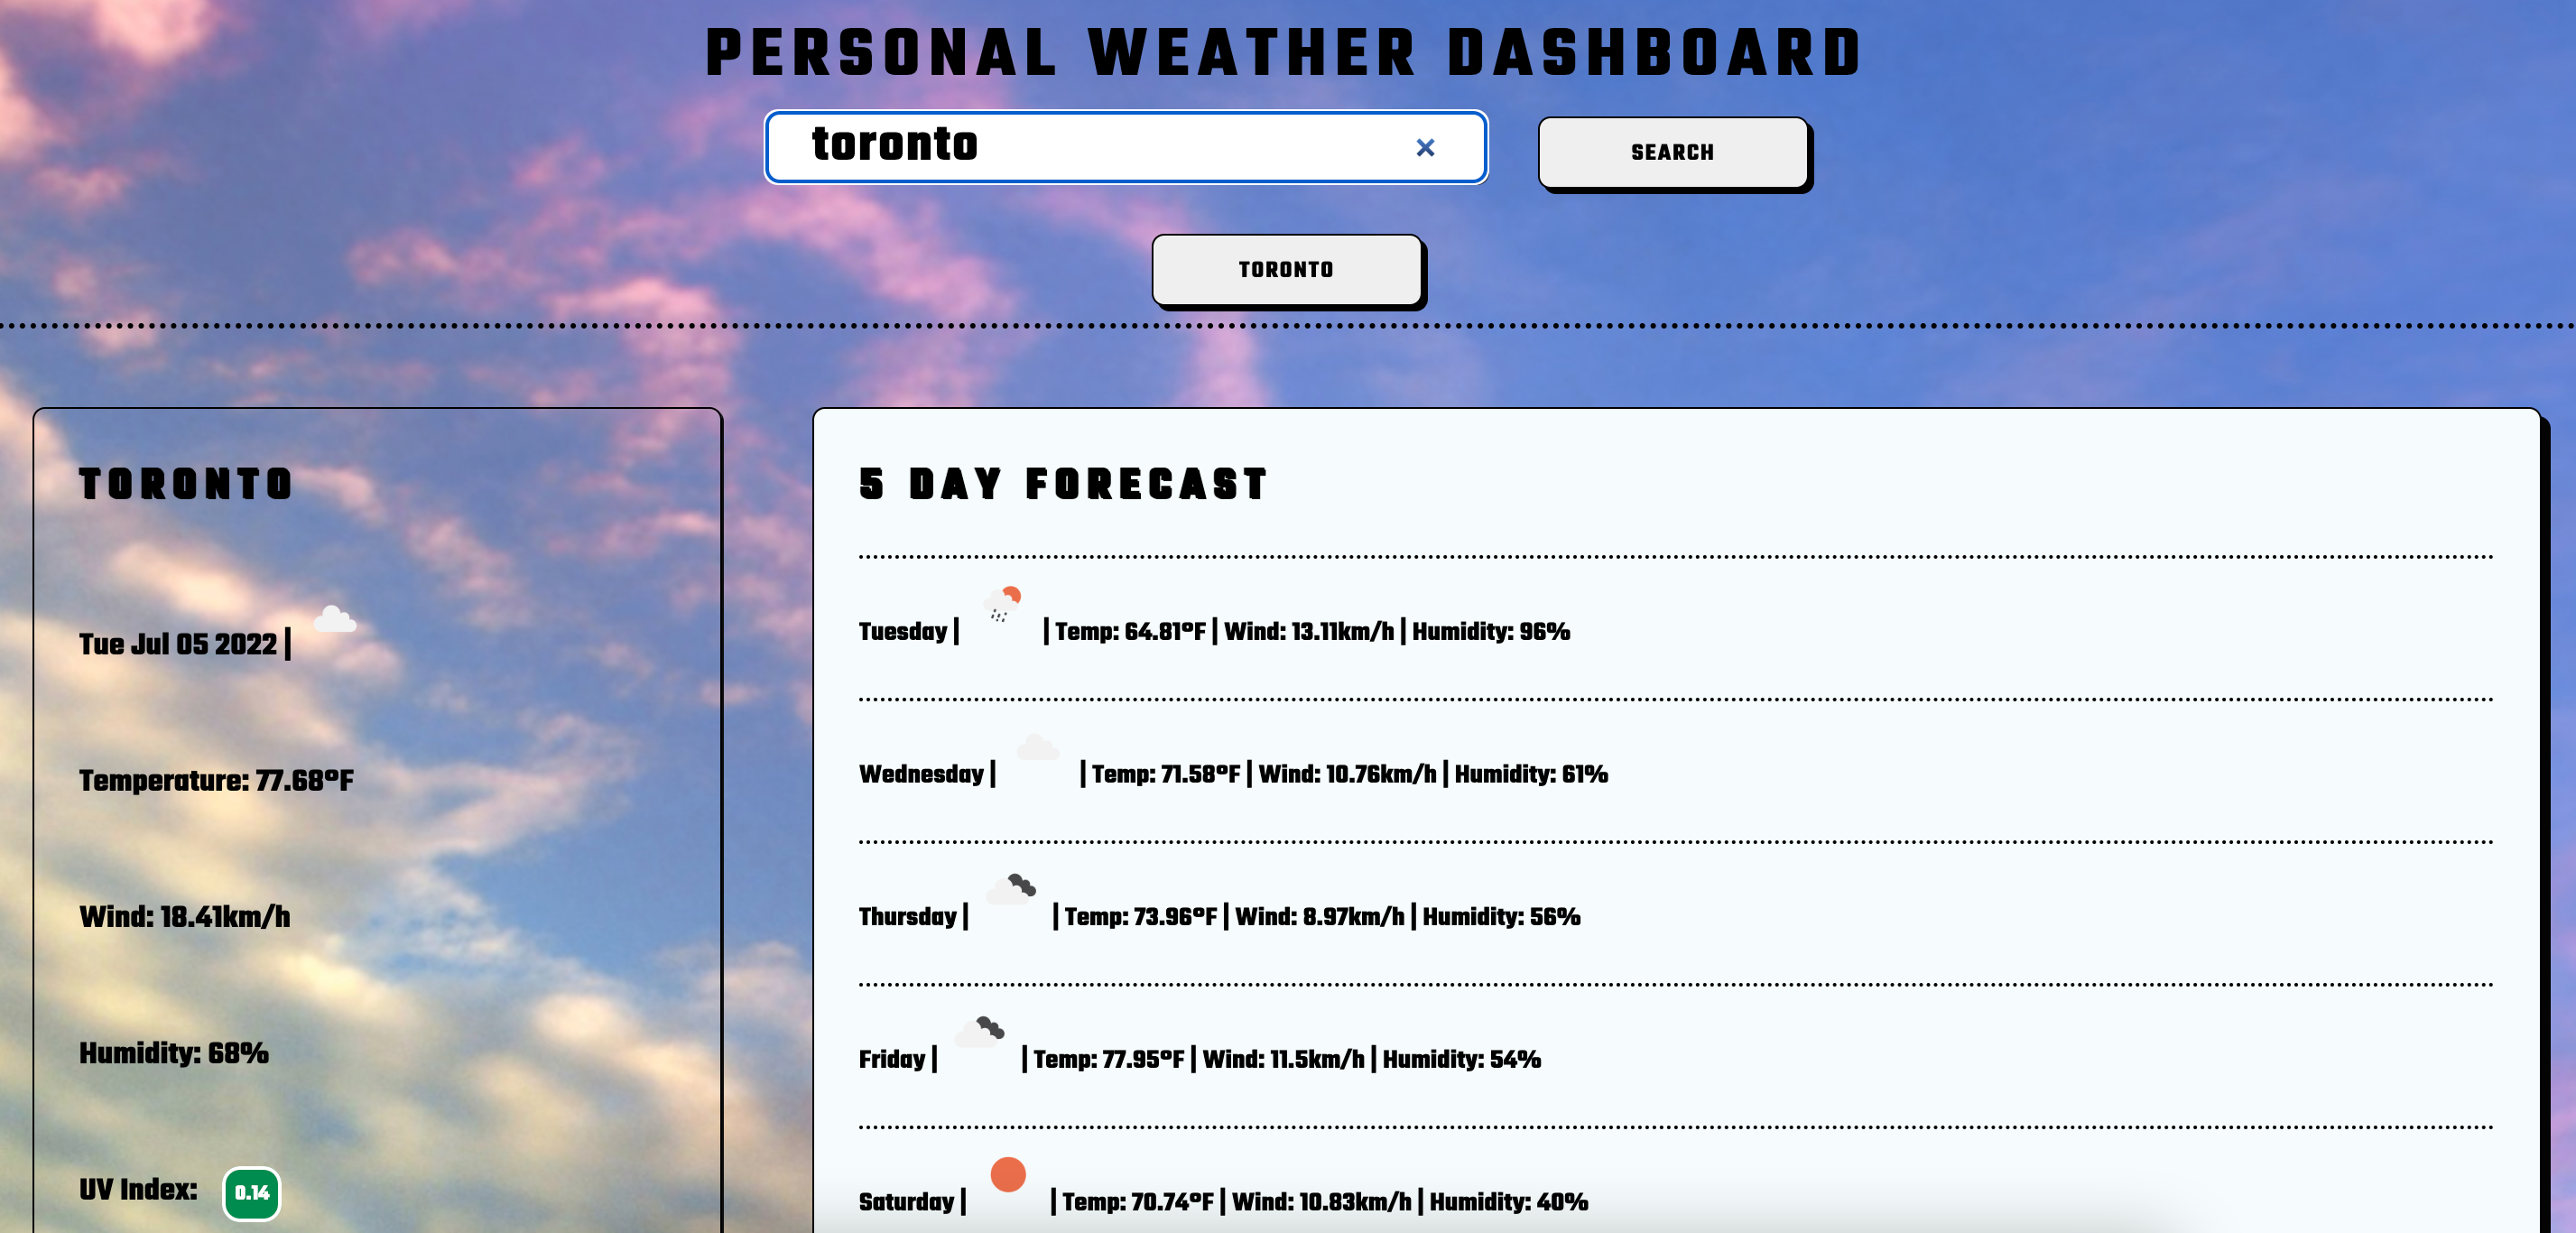 PERSONAL WEATHER DASHBOARD
toronto
SEARCH
TORONTO
TORONTO
Tue Jul 05 2022 |
Temperature: 77.68°F
Wind: 18.41km/h
Humidity: 68%
UV Index: 0.14
5 DAY FORECAST
Tuesday | | Temp: 64.81°F | Wind: 13.11km/h | Humidity: 96%
Wednesday | | Temp: 71.58°F | Wind: 10.76km/h | Humidity: 61%
Thursday | | Temp: 73.96°F | Wind: 8.97km/h | Humidity: 56%
Friday | | Temp: 77.95°F | Wind: 11.5km/h | Humidity: 54%
Saturday | | Temp: 70.74°F | Wind: 10.83km/h | Humidity: 40%